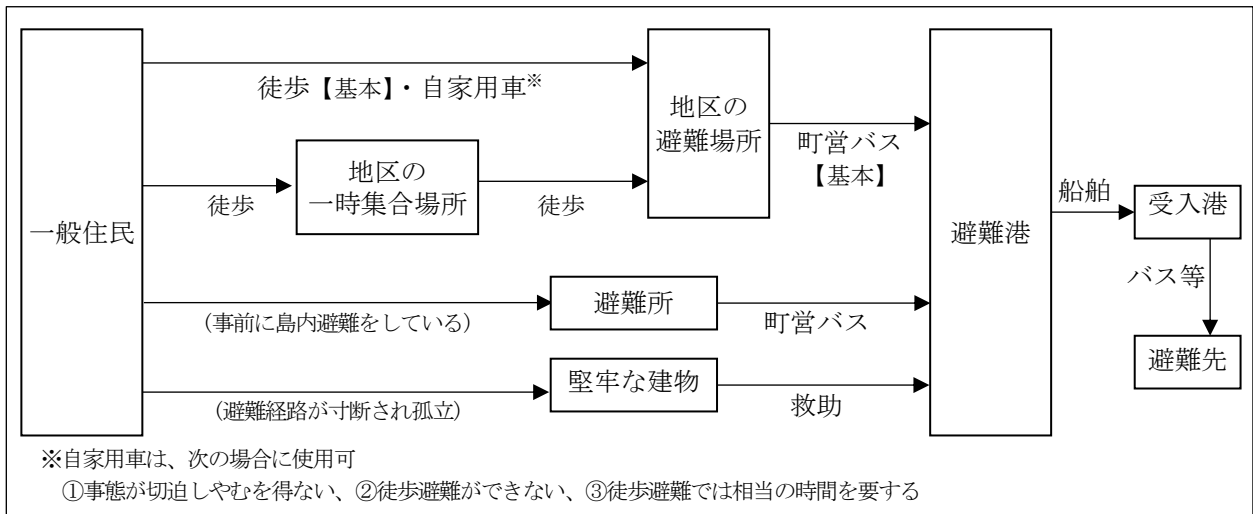 一般住民
徒歩【基本】・自家用車※
徒歩
地区の
一時集合場所
徒歩
地区の
避難場所
町営バス
【基本】
(事前に島内避難をしている)
避難所
町営バス
(避難経路が寸断され孤立)
堅牢な建物
救助
避難港
船舶
受入港
バス等
避難先
※自家用車は、次の場合に使用可
①事態が切迫しやむを得ない、②徒歩避難ができない、③徒歩避難では相当の時間を要する